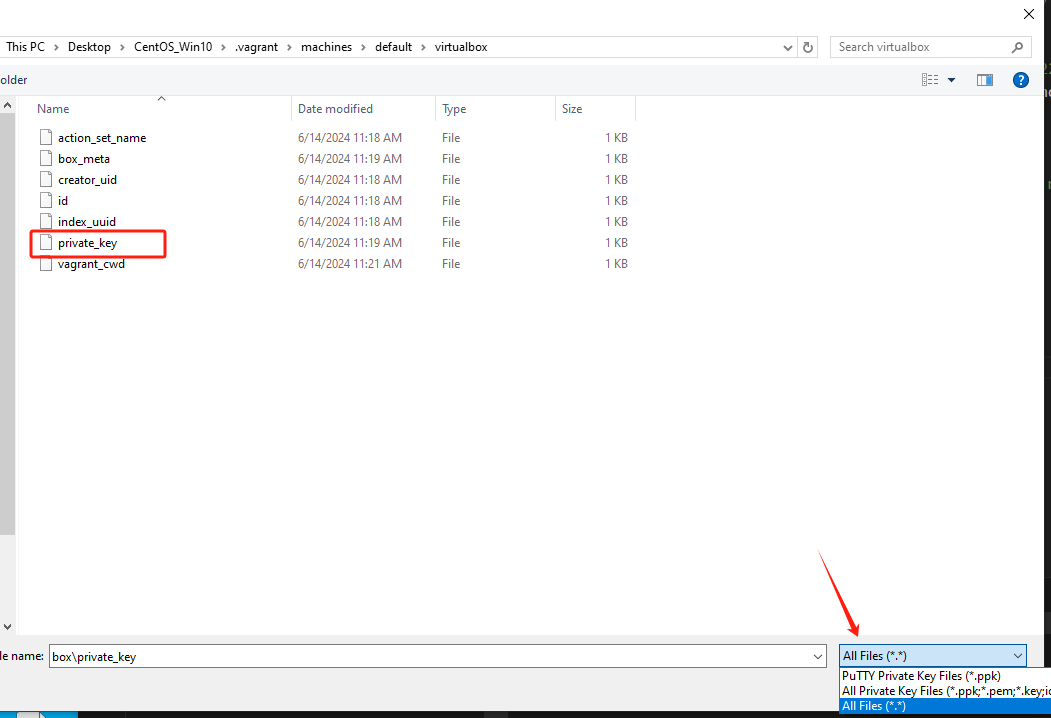 This PC > Desktop > CentOS_Win10 > .vagrant > machines > default > virtualbox
Search virtualbox
older
Name Date modified Type Size
action_set_name 6/14/2024 11:18 AM File 1 KB
box_meta 6/14/2024 11:19 AM File 1 KB
creator_uid 6/14/2024 11:18 AM File 1 KB
id 6/14/2024 11:18 AM File 1 KB
index_uuid 6/14/2024 11:18 AM File 1 KB
private_key 6/14/2024 11:19 AM File 1 KB
vagrant_cwd 6/14/2024 11:21 AM File 1 KB
le name: box\private_key All Files (*.*)
PuTTY Private Key Files (*.ppk)
All Private Key Files (*.ppk;*.pem;*.key;ic
All Files (*.*)